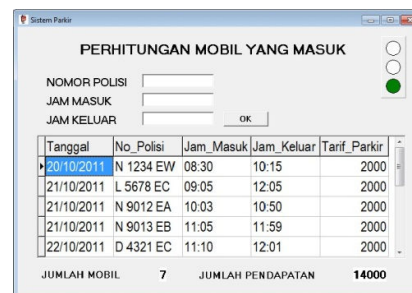 Sistem Parkir
PERHITUNGAN MOBIL YANG MASUK
NOMOR POLISI
JAM MASUK
JAM KELUAR OK
Tanggal No_Polisi Jam_Masuk Jam_Keluar Tarif_Parkir
20/10/2011 N 1234 EW 08:30 10:15 2000
21/10/2011 L 5678 EC 09:05 12:05 2000
21/10/2011 N 9012 EA 10:03 10:50 2000
21/10/2011 N 9013 EB 11:05 11:59 2000
22/10/2011 D 4321 EC 11:10 12:01 2000
JUMLAH MOBIL 7 JUMLAH PENDAPATAN 14000